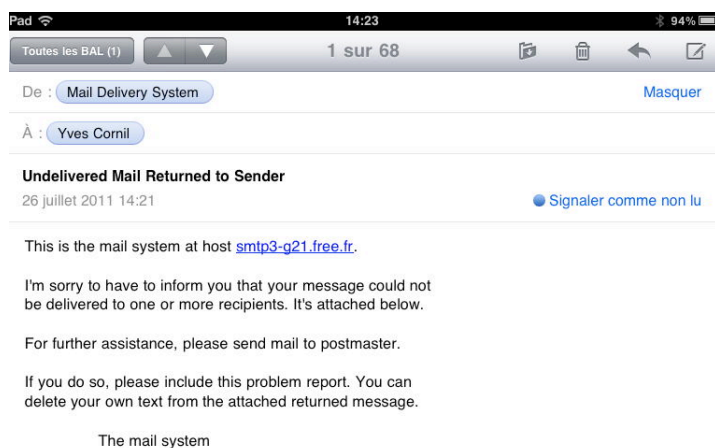 Pad 14:23 94%
Toutes les BAL (1) 1 sur 68
De : Mail Delivery System Masquer
À : Yves Cornil
Undelivered Mail Returned to Sender
26 juillet 2011 14:21 Signaler comme non lu
This is the mail system at host smtp3-g21.free.fr.
I'm sorry to have to inform you that your message could not
be delivered to one or more recipients. It's attached below.
For further assistance, please send mail to postmaster.
If you do so, please include this problem report. You can
delete your own text from the attached returned message.
The mail system